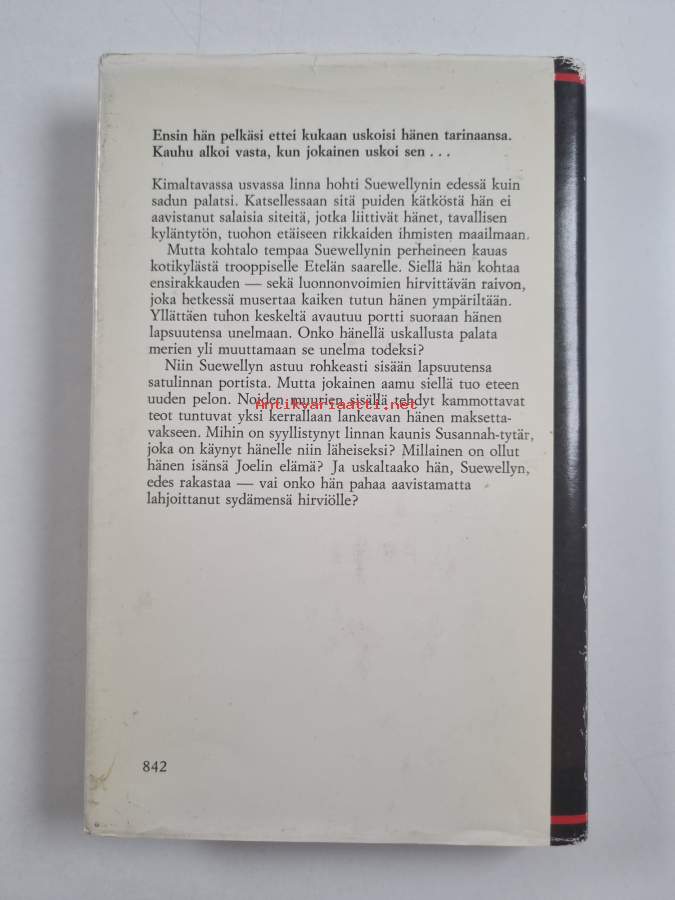 Ensin hän pelkäsi ettei kukaan uskoisi hänen tarinaansa.
Kauhu alkoi vasta, kun jokainen uskoi sen . . .
Kimaltavassa usvassa linna hohti Suewellynin edessä kuin
sadun palatsi. Katsellessaan sitä puiden kätköstä hän ei
aavistanut salaisia siteitä, jotka liittivät hänet, tavallisen
kyläntytön, tuohon etäiseen rikkaiden ihmisten maailmaan.
Mutta kohtalo tempaa Suewellynin perheineen kauas
kotikylästä trooppiselle Etelän saarelle. Siellä hän kohtaa
ensirakkauden — sekä luonnonvoimien hirvittävän raivon,
joka hetkessä musertaa kaiken tutun hänen ympäriltään.
Yllättäen tuhon keskeltä avautuu portti suoraan hänen
lapsuutensa unelmaan. Onko hänellä uskallusta palata
merien yli muuttamaan se unelma todeksi?
Niin Suewellyn astuu rohkeasti sisään lapsuutensa
satulinnan portista. Mutta jokainen aamu siellä tuo eteen
uuden pelon. Noiden muurien sisällä tehdyt kammottavat
Antikvariaatti.net
teot tuntuvat yksi kerrallaan lankeavan hänen maksetta-
vakseen. Mihin on syyllistynyt linnan kaunis Susannah-tytär,
joka on käynyt hänelle niin läheiseksi? Millainen on ollut
hänen isänsä Joelin elämä? Ja uskaltaako hän, Suewellyn,
edes rakastaa — vai onko hän pahaa aavistamatta
lahjoittanut sydämensä hirviölle?
842